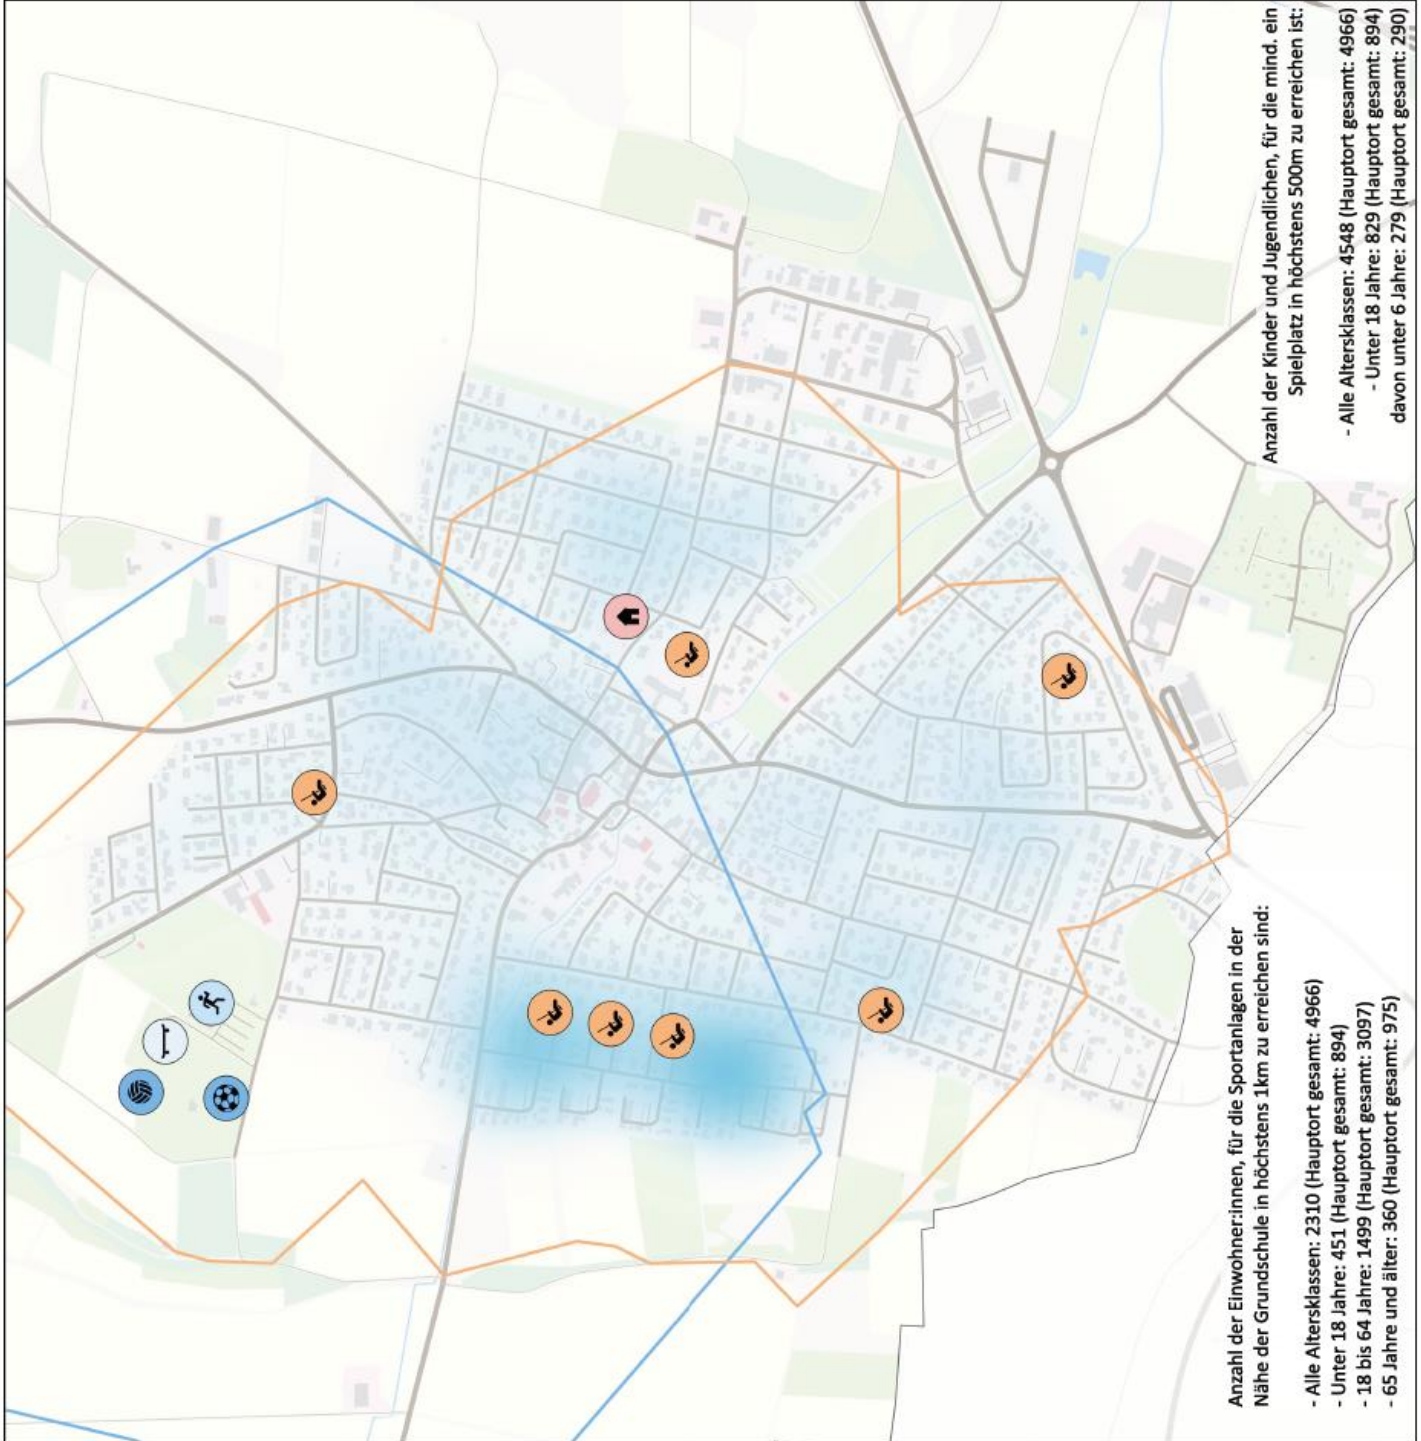 Anzahl der Einwohner:innen, für die Sportanlagen in der
Nähe der Grundschule in höchstens 1km zu erreichen sind:
- Alle Altersklassen: 2310 (Hauptort gesamt: 4966)
- Unter 18 Jahre: 451 (Hauptort gesamt: 894)
- 18 bis 64 Jahre: 1499 (Hauptort gesamt: 3097)
- 65 Jahre und älter: 360 (Hauptort gesamt: 975)
Anzahl der Kinder und Jugendlichen, für die mind. ein
Spielplatz in höchstens 500m zu erreichen ist:
- Alle Altersklassen: 4548 (Hauptort gesamt: 4966)
- Unter 18 Jahre: 829 (Hauptort gesamt: 894)
davon unter 6 Jahre: 279 (Hauptort gesamt: 290)